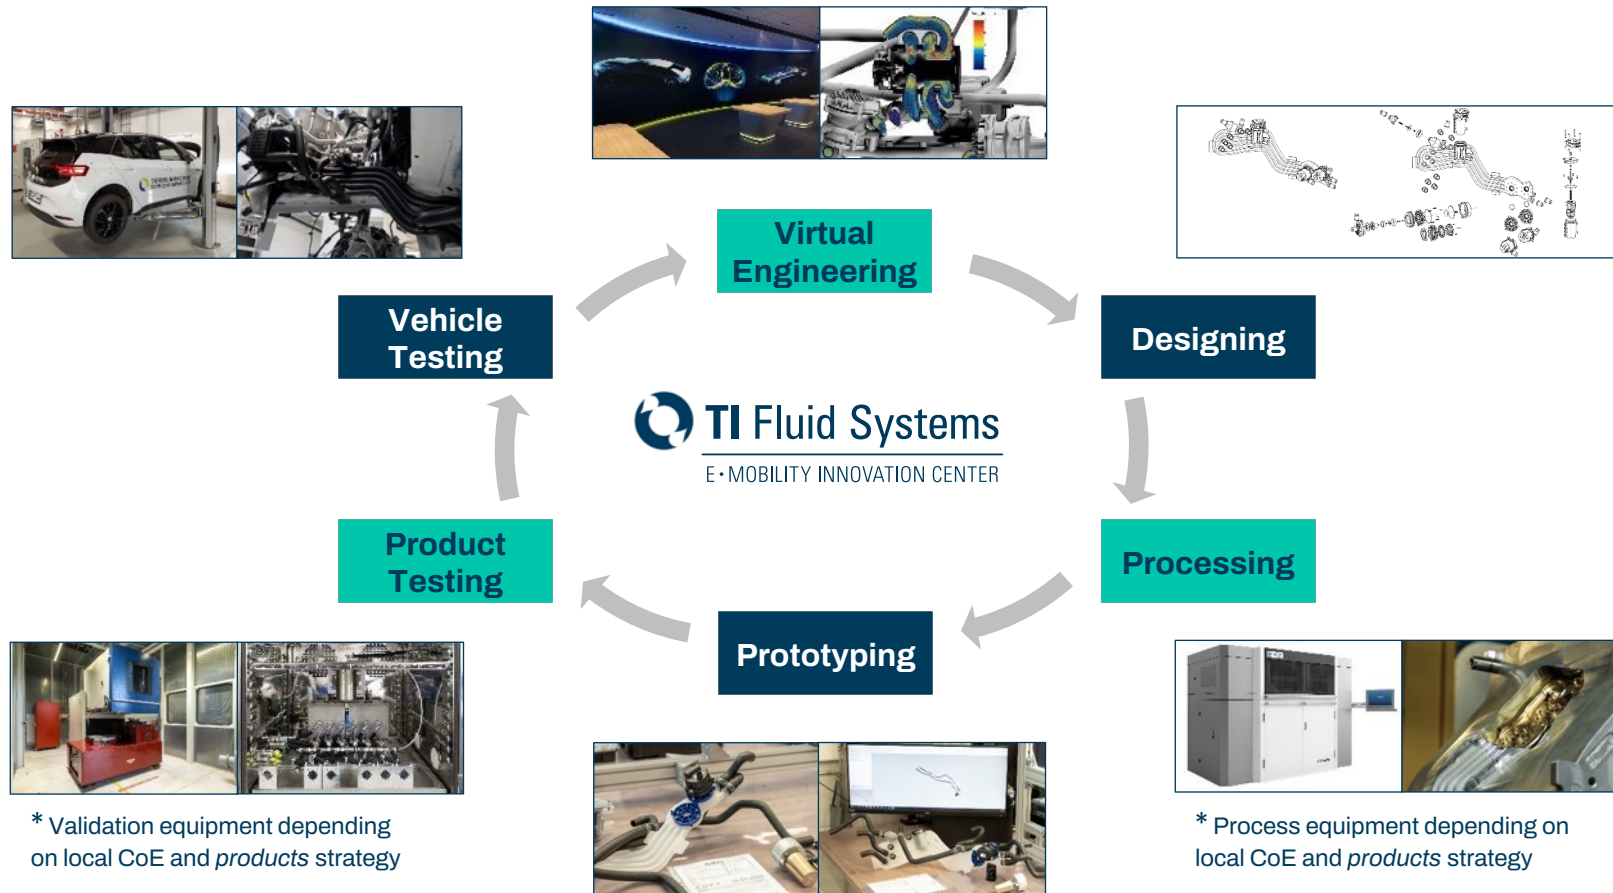 Virtual
Engineering
Designing
Processing
Prototyping
Product
Testing
Vehicle
Testing
TI Fluid Systems
E•MOBILITY INNOVATION CENTER
* Validation equipment depending
on local CoE and products strategy
* Process equipment depending on
local CoE and products strategy